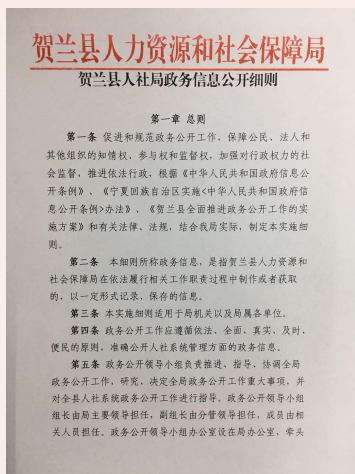 贺兰县人力资源和社会保障局
贺兰县人社局政务信息公开细则
第一章 总则
第一条 促进和规范政务公开工作，保障公民、法人和
其他组织的知情权、参与权和监督权，加强对行政权力的社
会监督，推进依法行政，根据《中华人民共和国政府信息公
开条例》、《宁夏回族自治区实施<中华人民共和国政府信
息公开条例>办法》、《贺兰县全面推进政务公开工作的实
施方案》和有关法律、法规，结合我局实际，制定本实施细
则。
第二条 本细则所称政务信息，是指贺兰县人力资源和
社会保障局在依法履行相关工作职责过程中制作或者获取
的，以一定形式记录、保存的信息。
第三条 本实施细则适用于局机关以及局属各单位。
第四条 政务公开工作应遵循依法、全面、真实、及时、
便民的原则，准确公开人社系统管理方面的政务信息。
第五条 政务公开领导小组负责推进、指导、协调全局
政务公开工作，研究、决定全局政务公开工作重大事项，并
对全县人社系统政务公开工作进行指导。政务公开领导小组
组长由局主要领导担任，副组长由分管领导担任，成员由相
关人员担任。政务公开领导小组办公室设在局办公室，牵头